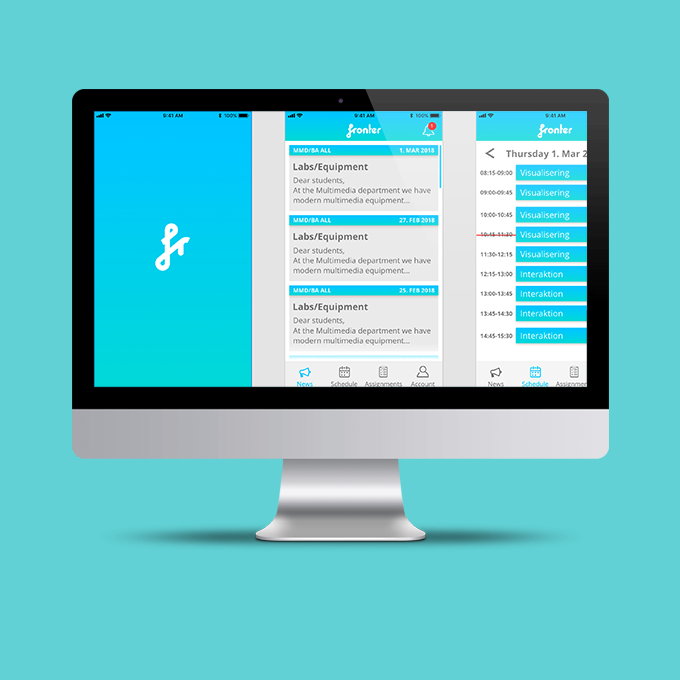 9:41 AM
100%
fr
9:41 AM
100%
fronter
1
MMD/BA ALL 1. MAR 2018
Labs/Equipment
Dear students,
At the Multimedia department we have
modern multimedia equipment...
MMD/BA ALL 27. FEB 2018
Labs/Equipment
Dear students,
At the Multimedia department we have
modern multimedia equipment...
MMD/BA ALL 25. FEB 2018
Labs/Equipment
Dear students,
At the Multimedia department we have
modern multimedia equipment...
News Schedule Assignments Account
9:41 AM
fronter
Thursday 1. Mar 2
08:15-09:00 Visualisering
09:00-09:45 Visualisering
10:00-10:45 Visualisering
10:45-11:30 Visualisering
11:30-12:15 Visualisering
12:15-13:00 Interaktion
13:00-13:45 Interaktion
13:45-14:30 Interaktion
14:45-15:30 Interaktion
News Schedule Assignmen